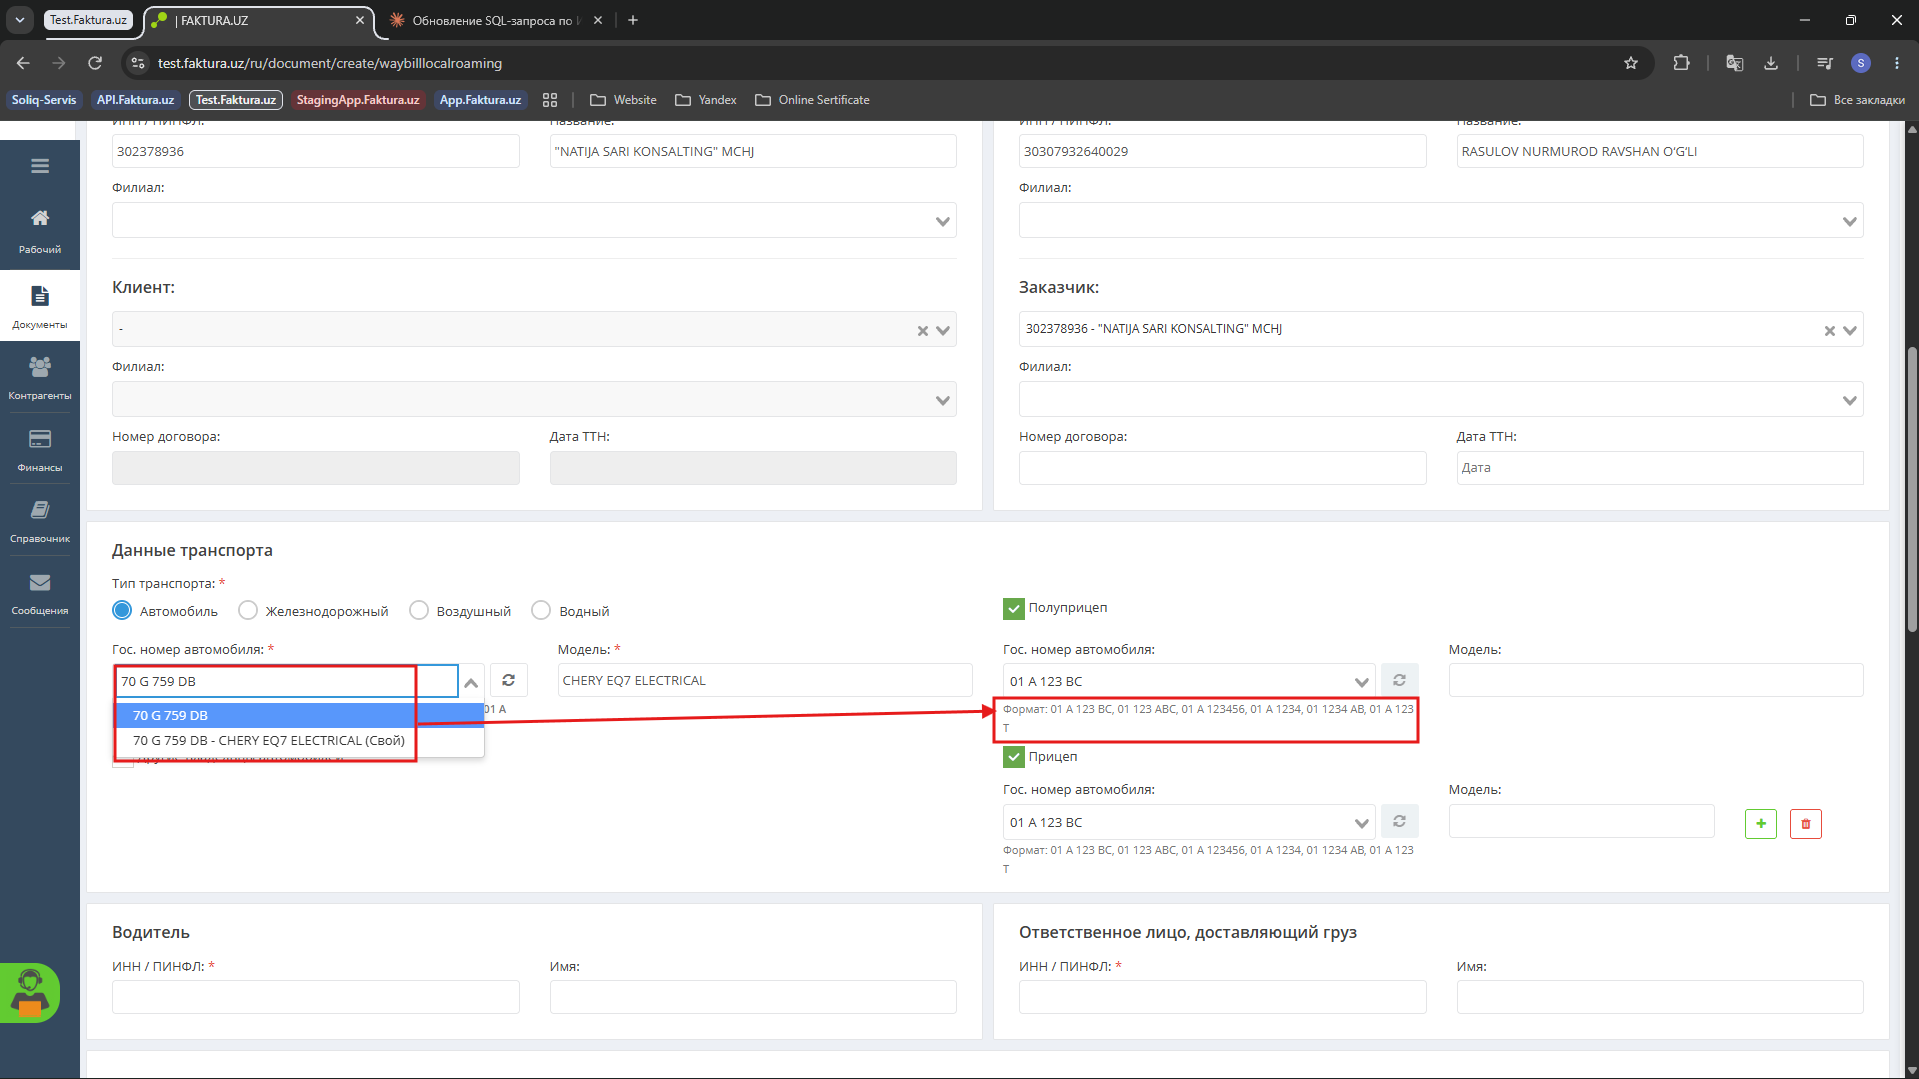 Test.Faktura.uz
| FAKTURA.UZ
Обновление SQL-запроса по
test.faktura.uz/ru/document/create/waybilllocalroaming
S
Soliq-Servis
API.Faktura.uz
Test.Faktura.uz
StagingApp.Faktura.uz
App.Faktura.uz
Website
Yandex
Online Sertificate
Все закладки
Рабочий
Документы
Контрагенты
Финансы
Справочник
Сообщения
ИНН / ПИНФЛ:
Название:
302378936
"NATIJA SARI KONSALTING" MCHJ
Филиал:
Клиент:
-
Филиал:
Номер договора:
Дата ТТН:
ИНН / ПИНФЛ:
Название:
30307932640029
RASULOV NURMUROD RAVSHAN O‘G‘LI
Филиал:
Заказчик:
302378936 - "NATIJA SARI KONSALTING" MCHJ
Филиал:
Номер договора:
Дата ТТН:
Дата
Данные транспорта
Тип транспорта: *
Автомобиль
Железнодорожный
Воздушный
Водный
Гос. номер автомобиля: *
Модель: *
70 G 759 DB
CHERY EQ7 ELECTRICAL
01 A
70 G 759 DB
70 G 759 DB - CHERY EQ7 ELECTRICAL (Свой)
Полуприцеп
Гос. номер автомобиля:
Модель:
01 A 123 BC
Формат: 01 A 123 BC, 01 123 ABC, 01 A 123456, 01 A 1234, 01 1234 AB, 01 A 123
T
Прицеп
Гос. номер автомобиля:
Модель:
01 A 123 BC
Формат: 01 A 123 BC, 01 123 ABC, 01 A 123456, 01 A 1234, 01 1234 AB, 01 A 123
T
Водитель
ИНН / ПИНФЛ: *
Имя:
Ответственное лицо, доставляющий груз
ИНН / ПИНФЛ: *
Имя: